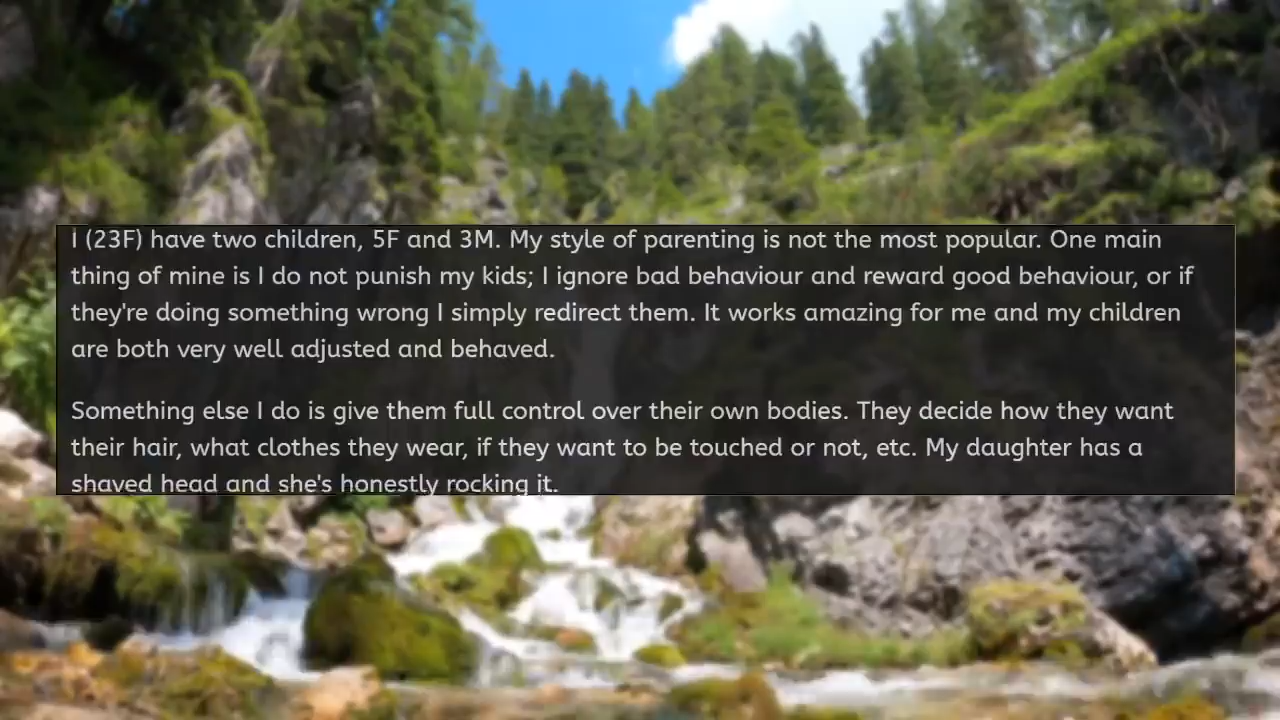 I (23F) have two children, 5F and 3M. My style of parenting is not the most popular. One main
thing of mine is I do not punish my kids; I ignore bad behaviour and reward good behaviour, or if
they're doing something wrong I simply redirect them. It works amazing for me and my children
are both very well adjusted and behaved.
Something else I do is give them full control over their own bodies. They decide how they want
their hair, what clothes they wear, if they want to be touched or not, etc. My daughter has a
shaved head and she's honestly rocking it.